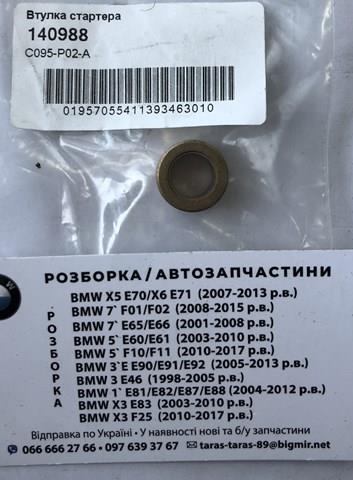 Втулка стартера
140988
C095-P02-A
01957055411393463010
РОЗБОРКА/АВТОЗАПЧАСТИНИ
РОЗБОРКА
BMW X5 E70/X6 E71 (2007-2013 р.в.)
BMW 7` F01/F02 (2008-2015 р.в.)
BMW 7` E65/E66 (2001-2008 р.в.)
BMW 5` E60/E61 (2003-2010 р.в.)
BMW 5` F10/F11 (2010-2017 р.в.)
BMW 3`E E90/E91/E92 (2005-2013 р.в.)
BMW 3 E46 (1998-2005 р.в.)
BMW 1` E81/E82/E87/E88 (2004-2012 р.в.)
BMW X3 E83 (2003-2010 р.в.)
BMW X3 F25 (2010-2017 р.в.)
Відправка по Україні • У наявності нові та б/у запчастини
066 666 27 66 • 097 639 37 67 taras-taras-89@bigmir.net